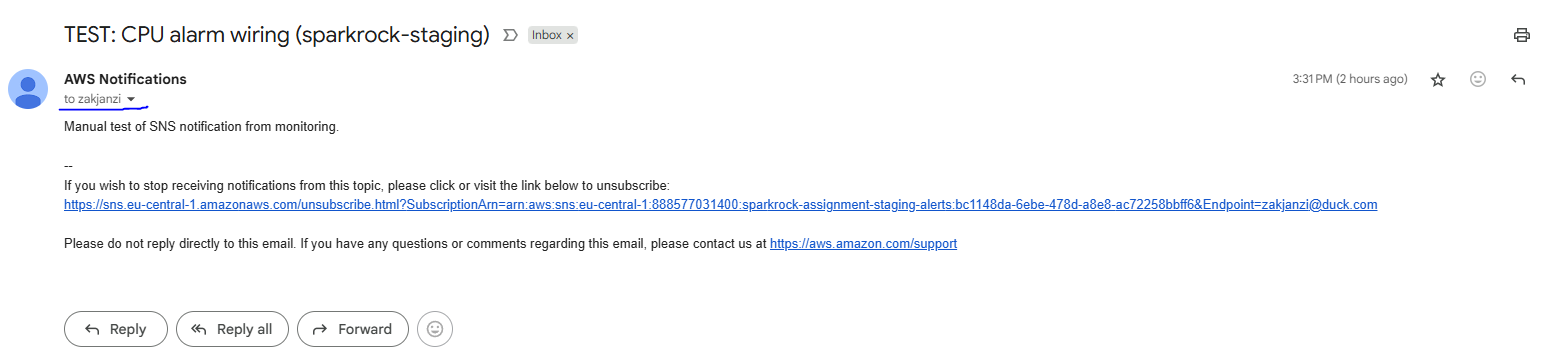 TEST: CPU alarm wiring (sparkrock-staging) Inbox ×
AWS Notifications 3:31 PM (2 hours ago)
to zakjanzi
Manual test of SNS notification from monitoring.
--
If you wish to stop receiving notifications from this topic, please click or visit the link below to unsubscribe:
https://sns.eu-central-1.amazonaws.com/unsubscribe.html?SubscriptionArn=arn:aws:sns:eu-central-1:888577031400:sparkrock-assignment-staging-alerts:bc1148da-6ebe-478d-a8e8-ac72258bbff6&Endpoint=zakjanzi@duck.com
Please do not reply directly to this email. If you have any questions or comments regarding this email, please contact us at https://aws.amazon.com/support
Reply Reply all Forward